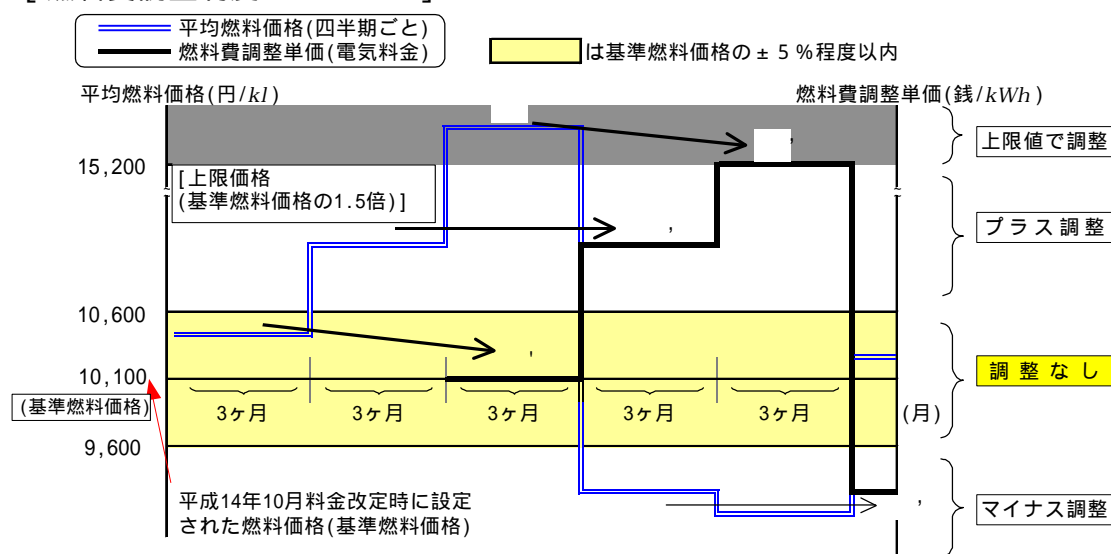 平均燃料価格(四半期ごと)
燃料費調整単価(電気料金)
は基準燃料価格の±5%程度以内
平均燃料価格(円/kl)
燃料費調整単価(銭/kWh)
上限値で調整
15,200
[上限価格
(基準燃料価格の1.5倍)]
プラス調整
,
10,600
,
調整なし
10,100
(基準燃料価格)
3ヶ月
3ヶ月
3ヶ月
3ヶ月
3ヶ月
(月)
9,600
平成14年10月料金改定時に設定
された燃料価格(基準燃料価格)
,
マイナス調整